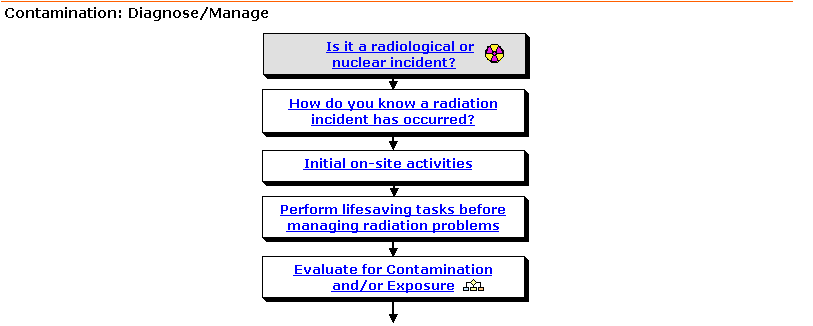 Contamination: Diagnose/Manage
Is it a radiological or
nuclear incident?
How do you know a radiation
incident has occurred?
Initial on-site activities
Perform lifesaving tasks before
managing radiation problems
Evaluate for Contamination
and/or Exposure